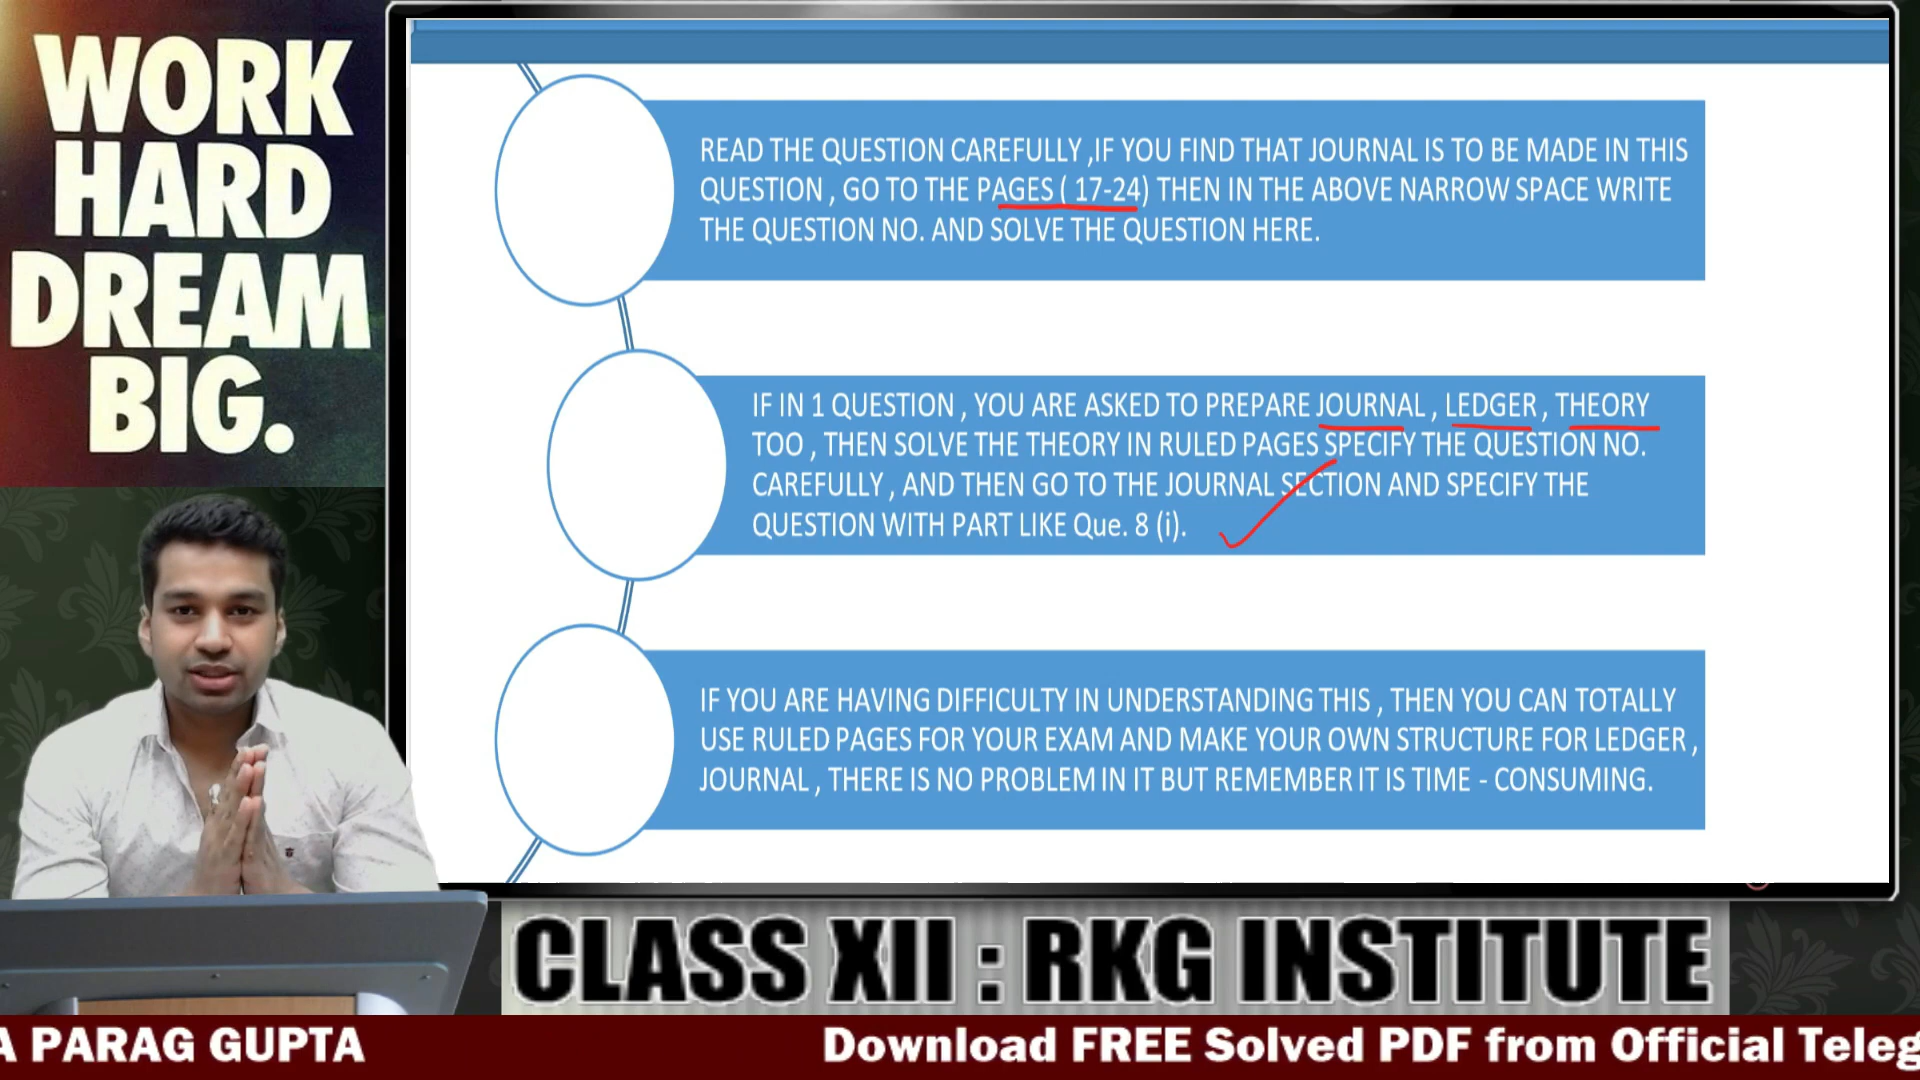 WORK
HARD
DREAM
BIG.
READ THE QUESTION CAREFULLY ,IF YOU FIND THAT JOURNAL IS TO BE MADE IN THIS
QUESTION , GO TO THE PAGES ( 17-24) THEN IN THE ABOVE NARROW SPACE WRITE
THE QUESTION NO. AND SOLVE THE QUESTION HERE.
IF IN 1 QUESTION , YOU ARE ASKED TO PREPARE JOURNAL , LEDGER , THEORY
TOO , THEN SOLVE THE THEORY IN RULED PAGES SPECIFY THE QUESTION NO.
CAREFULLY , AND THEN GO TO THE JOURNAL SECTION AND SPECIFY THE
QUESTION WITH PART LIKE Que. 8 (i).
IF YOU ARE HAVING DIFFICULTY IN UNDERSTANDING THIS , THEN YOU CAN TOTALLY
USE RULED PAGES FOR YOUR EXAM AND MAKE YOUR OWN STRUCTURE FOR LEDGER ,
JOURNAL , THERE IS NO PROBLEM IN IT BUT REMEMBER IT IS TIME - CONSUMING.
CLASS XII : RKG INSTITUTE
A PARAG GUPTA Download FREE Solved PDF from Official Teleg